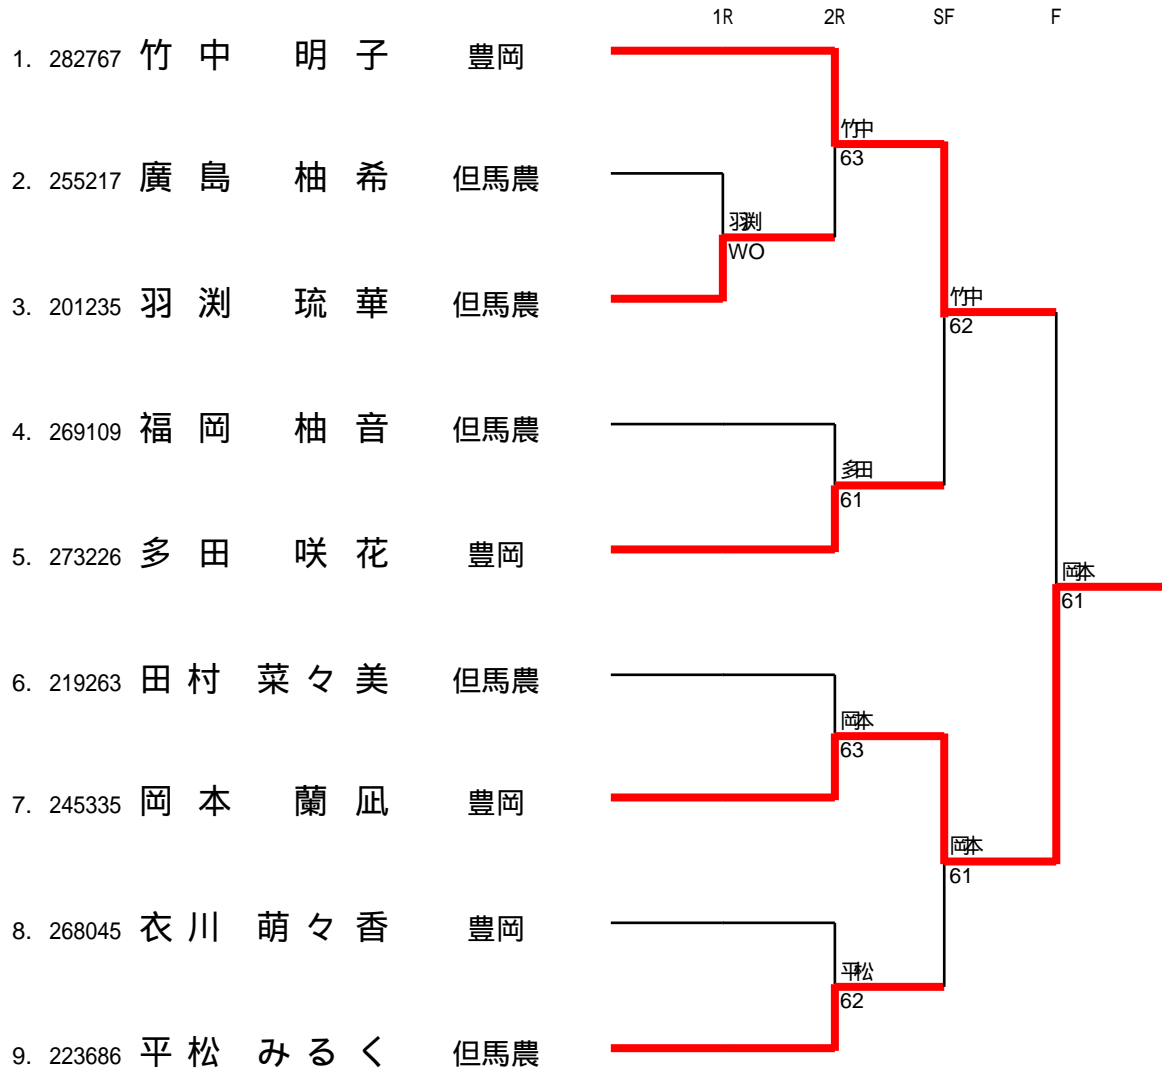 1R 2R SF F
1. 282767 竹中 明子 豊岡
竹中
63
2. 255217 廣島 柚希 但馬農
羽渕
WO
3. 201235 羽渕 琉華 但馬農
竹中
62
4. 269109 福岡 柚音 但馬農
多田
61
5. 273226 多田 咲花 豊岡
岡本
61
6. 219263 田村 菜々美 但馬農
岡本
63
7. 245335 岡本 蘭凪 豊岡
岡本
61
8. 268045 衣川 萌々香 豊岡
平松
62
9. 223686 平松 みるく 但馬農